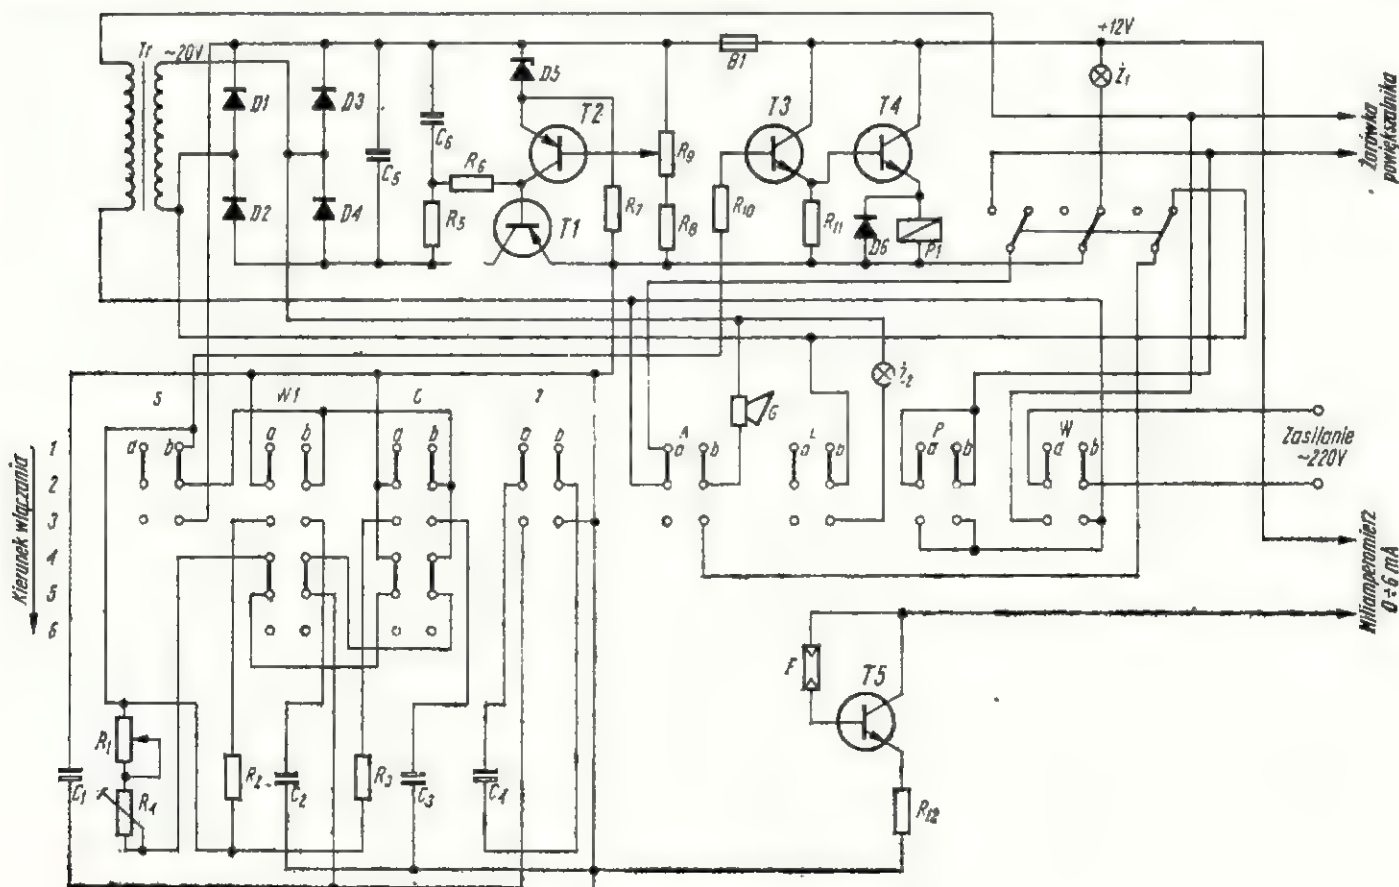 Tr ~20V
+12V
D1 D3 C5 C6 D5 T2 R9 B1 T3 T4 Ż1
R6
D2 D4 R5 T1 R7 R8 R10 R11 D6 P1
Żarówka powiększalnika
Ż2
G
S W1 C
A L P W
a b a b a b a b a b a b a b
1
2
3
4
5
6
Kierunek włączania
Zasilanie
~220V
Miliamperomierz
0÷6 mA
F T5
R1 R4 C1 R2 C2 R3 C3 C4 R12